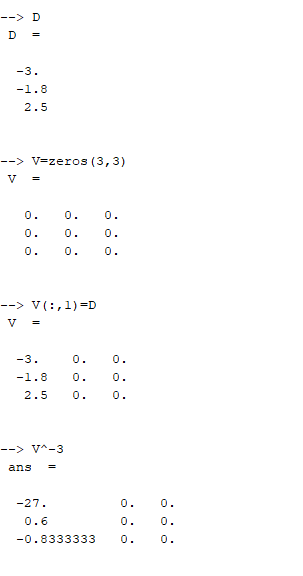 --> D
D =
-3.
-1.8
2.5
--> V=zeros(3,3)
V =
0. 0. 0.
0. 0. 0.
0. 0. 0.
--> V(:,1)=D
V =
-3. 0. 0.
-1.8 0. 0.
2.5 0. 0.
--> V^-3
ans =
-27. 0. 0.
0.6 0. 0.
-0.8333333 0. 0.